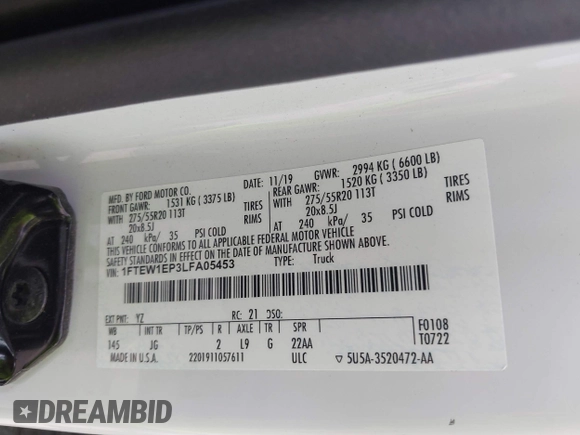 MFD. BY FORD MOTOR CO.
DATE: 11/19 GVWR: 2994 KG ( 6600 LB)
FRONT GAWR: 1531 KG ( 3375 LB) REAR GAWR: 1520 KG ( 3350 LB)
WITH 275/55R20 113T TIRES WITH 275/55R20 113T TIRES
20x8.5J RIMS 20x8.5J RIMS
AT 240 kPa/ 35 PSI COLD AT 240 kPa/ 35 PSI COLD
THIS VEHICLE CONFORMS TO ALL APPLICABLE FEDERAL MOTOR VEHICLE
SAFETY STANDARDS IN EFFECT ON THE DATE OF MANUFACTURE SHOWN ABOVE.
VIN: 1FTEW1EP3LFA05453 TYPE: Truck
EXT PNT: YZ RC: 21 DSO: F0108
WB INT TR TP/PS R AXLE TR SPR T0722
145 JG 2 L9 G 22AA
MADE IN U.S.A. 2201911057611 ULC ▽ 5U5A-3520472-AA
DREAMBID